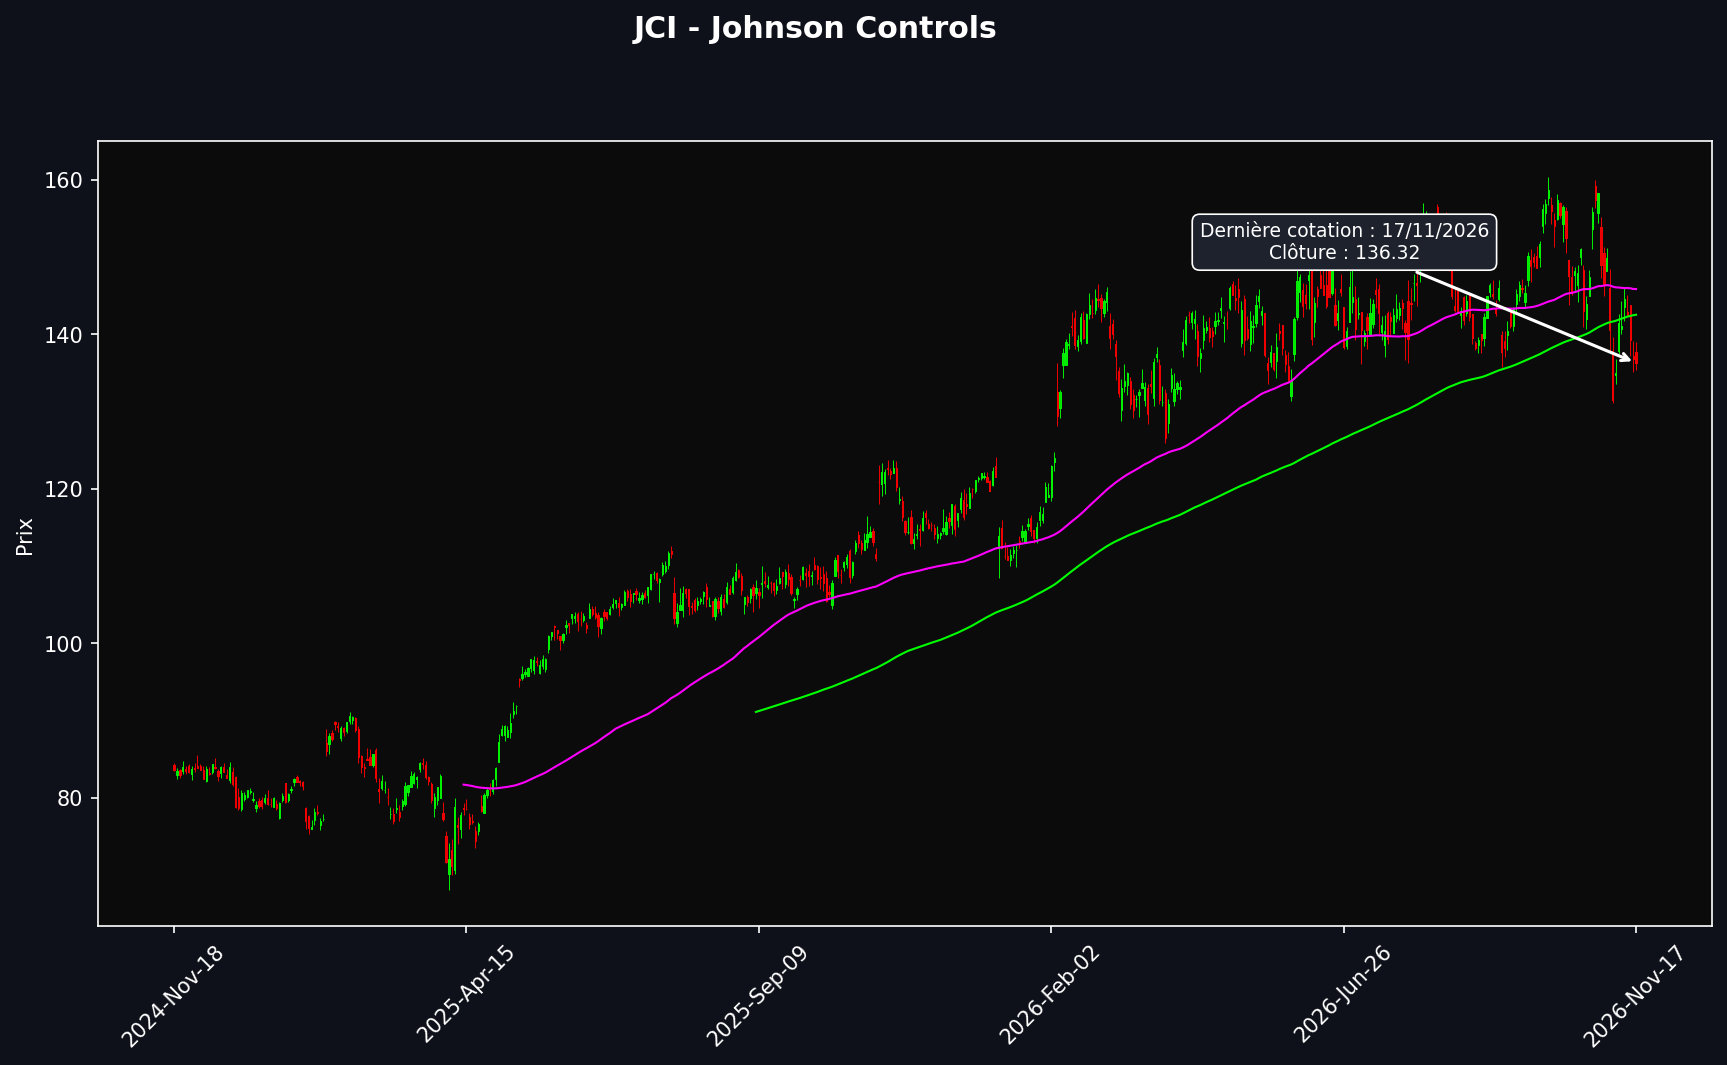 JCI - Johnson Controls
Prix
160
140
120
100
80
Dernière cotation : 17/11/2026
Clôture : 136.32
2024-Nov-18
2025-Apr-15
2025-Sep-09
2026-Feb-02
2026-Jun-26
2026-Nov-17